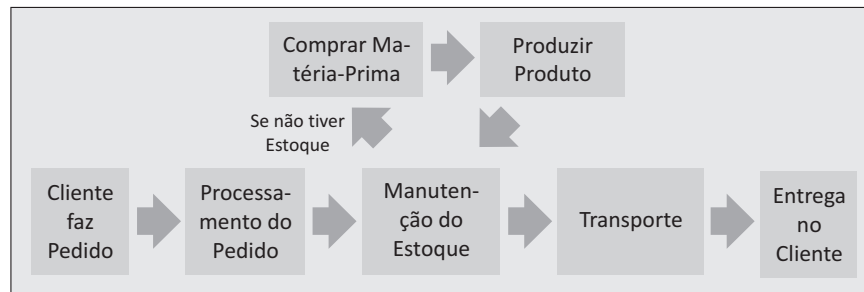 Comprar Ma-
téria-Prima
Produzir
Produto
Se não tiver
Estoque
Cliente
faz
Pedido
Processa-
mento do
Pedido
Manuten-
ção do
Estoque
Transporte
Entrega
no
Cliente